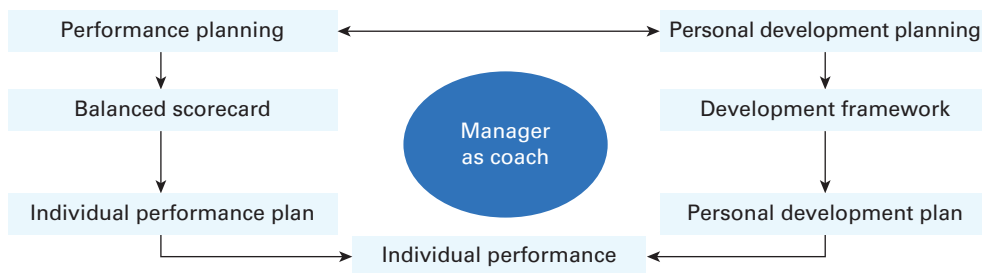 Performance planning
Personal development planning
Balanced scorecard
Development framework
Manager
as coach
Individual performance plan
Personal development plan
Individual performance